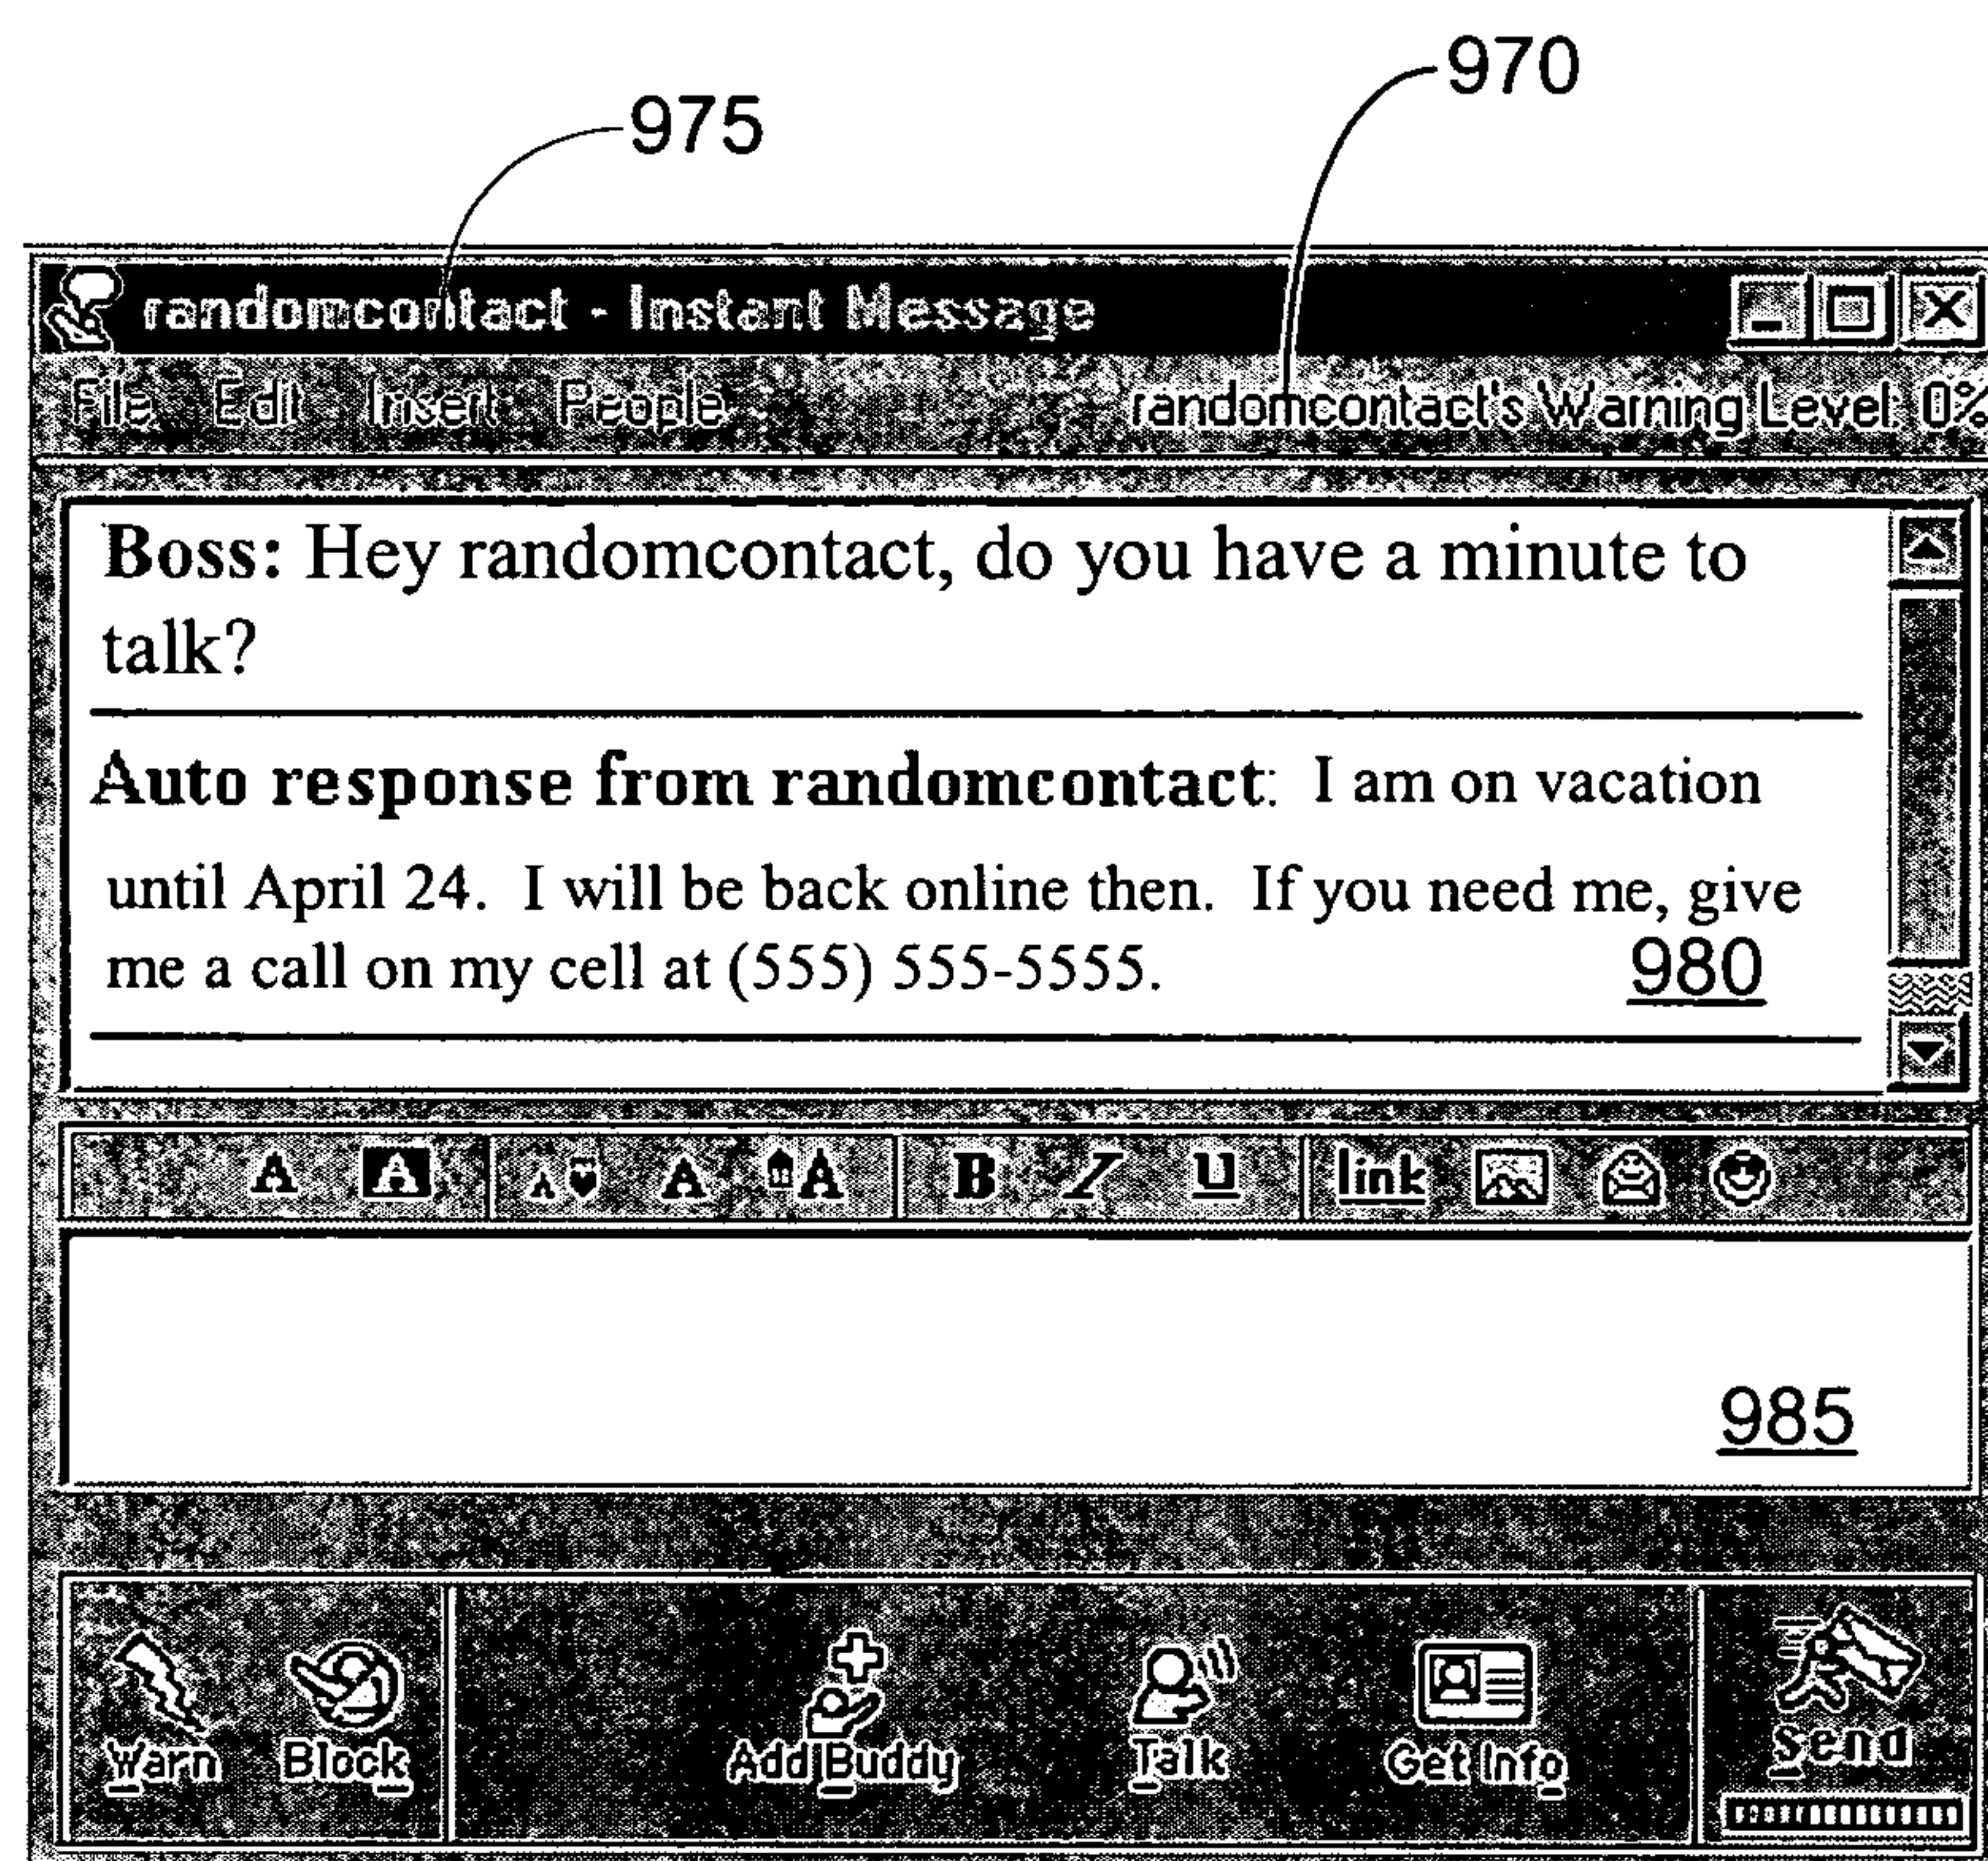 970
975
randomcontact - Instant Message
File Edit Insert People randomcontact's Warning Level: 0%
Boss: Hey randomcontact, do you have a minute to
talk?
Auto response from randomcontact: I am on vacation
until April 24. I will be back online then. If you need me, give
me a call on my cell at (555) 555-5555.
980
A A A A A B I U link
985
Warn Block Add Buddy Talk Get Info Send